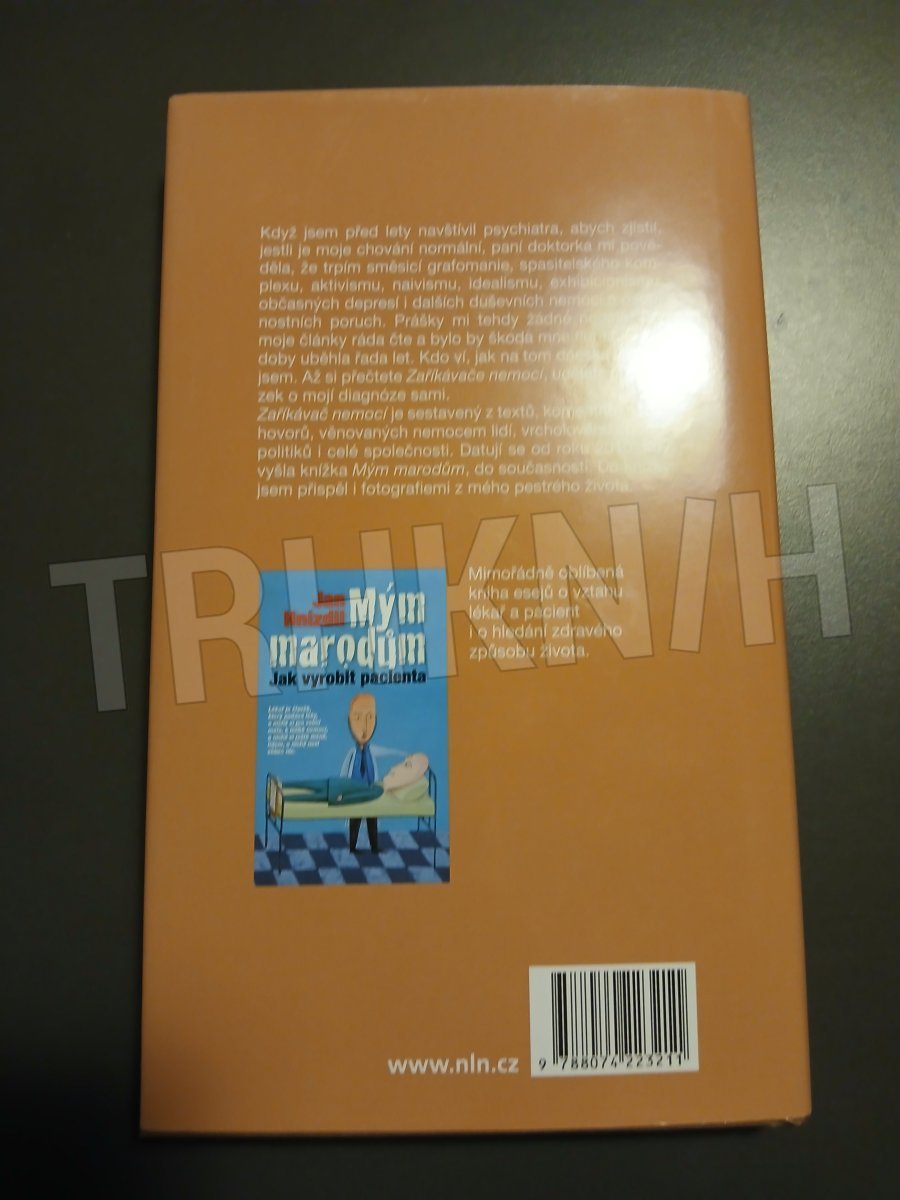 Když jsem před lety navštívil psychiatra, abych zjistil,
jestli je moje chování normální, paní doktorka mi pově-
děla, že trpím směsicí grafomanie, spasitelského kom-
plexu, aktivismu, naivismu, idealismu, exhibicionismu,
občasných depresí i dalších duševních nemocí
nostních poruch. Prášky mi tehdy žádné
moje články ráda čte a bylo by škoda
doby uběhla řada let. Kdo ví, jak na tom
jsem. Až si přečtete Zaříkávače nemocí,
zek o mojí diagnóze sami.
Zaříkávač nemocí je sestavený z textů,
hovorů, věnovaných nemocem lidí,
politiků i celé společnosti. Datují se od roku
vyšla knížka Mým marodům, do současnosti.
jsem přispěl i fotografiemi z mého pestrého života.
TRHKNIH
Jan
Hnízdil
Mým
marodům
Jak vyrobit pacienta
Mimořádně oblíbená
kniha esejů o vztahu
lékař a pacient
i o hledání zdravého
způsobu života.
www.nln.cz
9 788074 223211